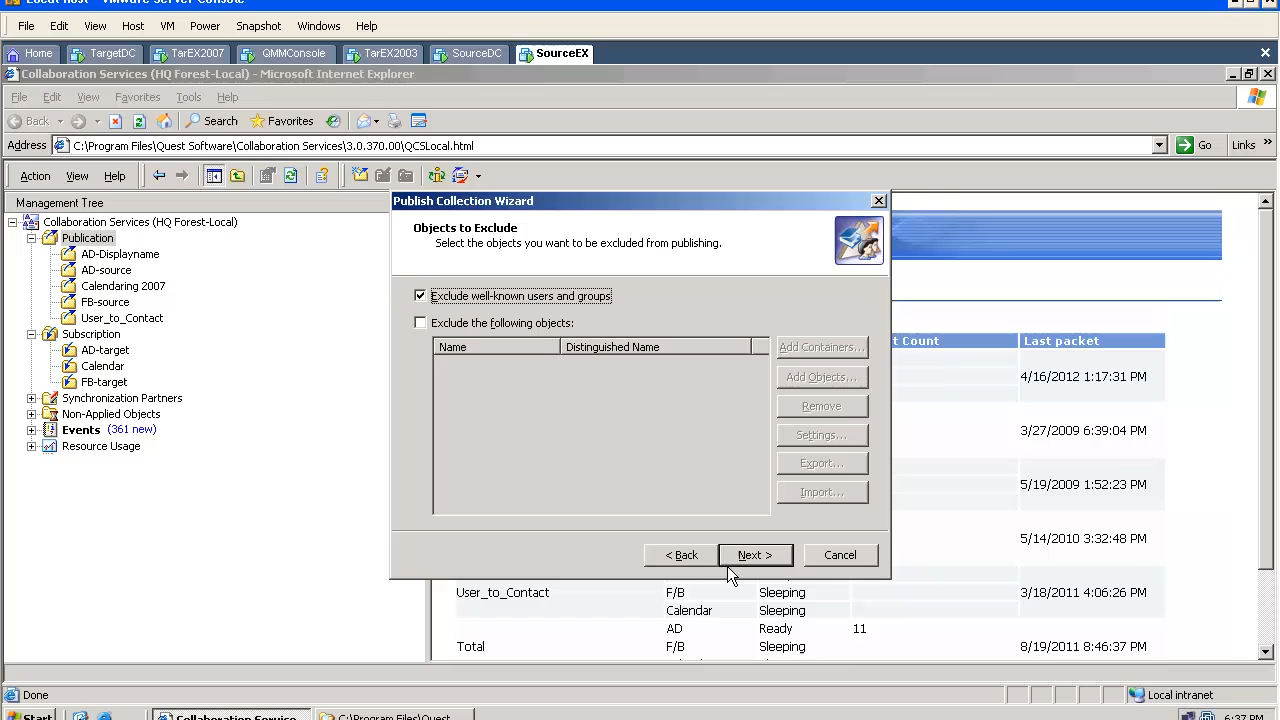 Local host - VMware Server Console
File Edit View Host VM Power Snapshot Windows Help
Home TargetDC TarEX2007 QMMConsole TarEX2003 SourceDC SourceEX
Collaboration Services (HQ Forest-Local) - Microsoft Internet Explorer
File Edit View Favorites Tools Help
Back Search Favorites
Address C:\Program Files\Quest Software\Collaboration Services\3.0.370.00\QCSLocal.html Go Links »
Action View Help
Management Tree
Collaboration Services (HQ Forest-Local)
Publication
AD-Displayname
AD-source
Calendaring 2007
FB-source
User_to_Contact
Subscription
AD-target
Calendar
FB-target
Synchronization Partners
Non-Applied Objects
Events (361 new)
Resource Usage
Publish Collection Wizard
Objects to Exclude
Select the objects you want to be excluded from publishing.
Exclude well-known users and groups
Exclude the following objects:
Name Distinguished Name
Add Containers...
Add Objects...
Remove
Settings...
Export...
Import...
< Back Next > Cancel
t Count Last packet
4/16/2012 1:17:31 PM
3/27/2009 6:39:04 PM
5/19/2009 1:52:23 PM
5/14/2010 3:32:48 PM
User_to_Contact F/B Sleeping 3/18/2011 4:06:26 PM
Calendar Sleeping
AD Ready 11
Total F/B Sleeping 8/19/2011 8:46:37 PM
Done Local intranet
Start Collaboration Service C:\Program Files\Quest 6:37 PM